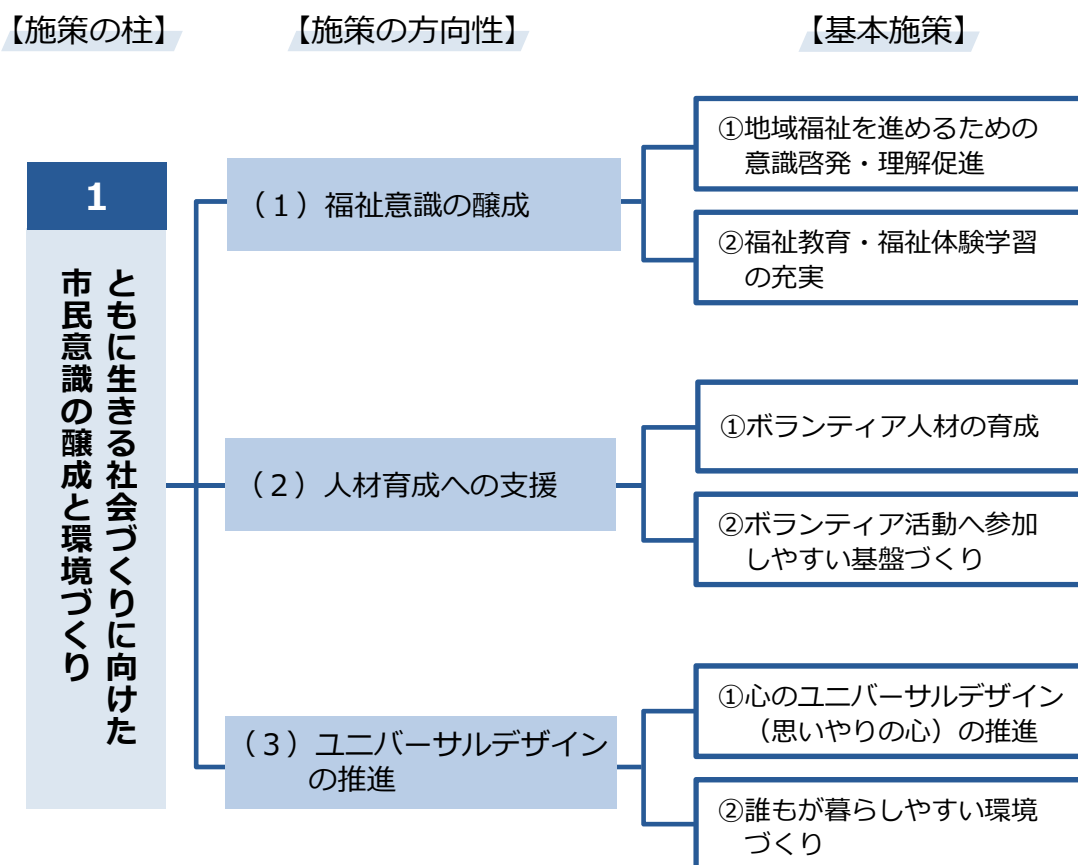 【施策の柱】
【施策の方向性】
【基本施策】
1
ともに生きる社会づくりに向けた
市民意識の醸成と環境づくり
（１）福祉意識の醸成
①地域福祉を進めるための
意識啓発・理解促進
②福祉教育・福祉体験学習
の充実
（２）人材育成への支援
①ボランティア人材の育成
②ボランティア活動へ参加
しやすい基盤づくり
（３）ユニバーサルデザイン
の推進
①心のユニバーサルデザイン
（思いやりの心）の推進
②誰もが暮らしやすい環境
づくり